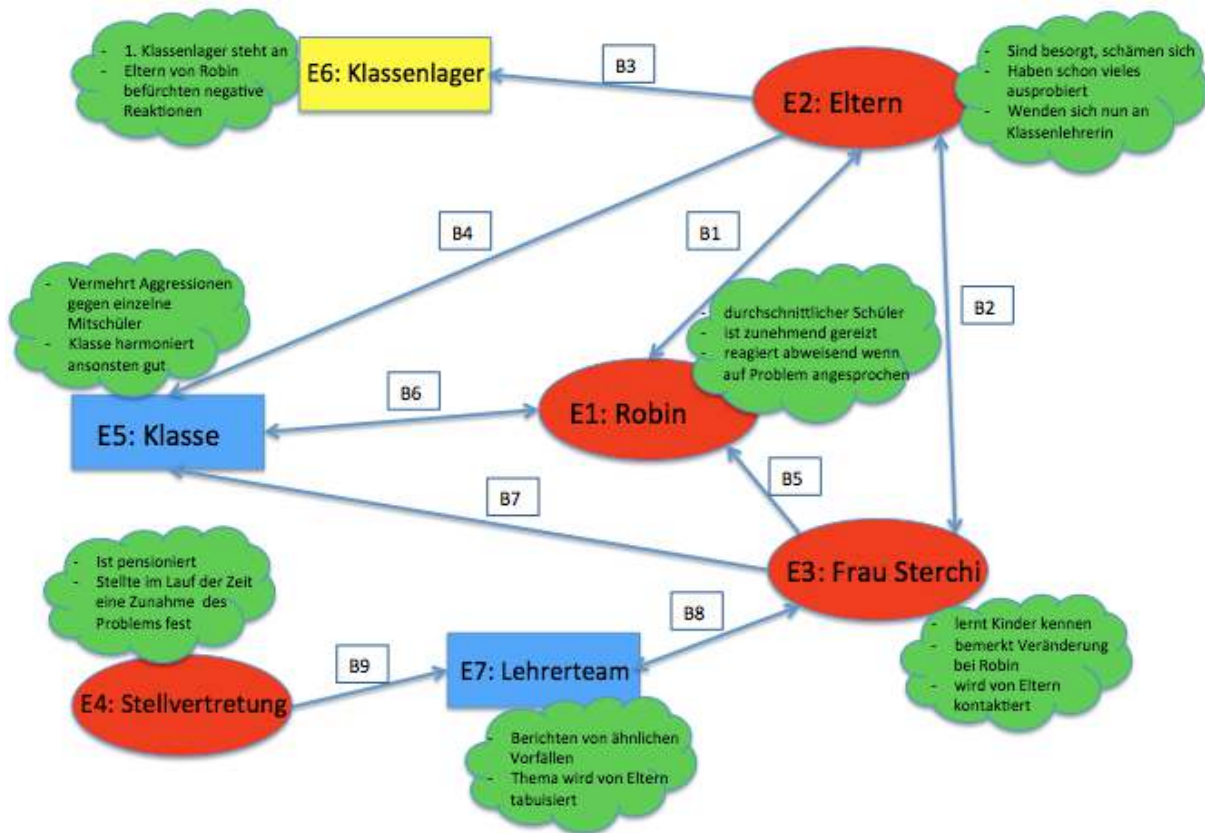 - 1. Klassenlager steht an
- Eltern von Robin
befürchten negative
Reaktionen
E6: Klassenlager
B3
E2: Eltern
- Sind besorgt, schämen sich
- Haben schon vieles
ausprobiert
- Wenden sich nun an
Klassenlehrerin
B4
B1
B2
- Vermehrt Aggressionen
gegen einzelne
Mitschüler
- Klasse harmoniert
ansonsten gut
- durchschnittlicher Schüler
- ist zunehmend gereizt
- reagiert abweisend wenn
auf Problem angesprochen
B6
E5: Klasse
E1: Robin
B7
B5
- Ist pensioniert
- Stellte im Lauf der Zeit
eine Zunahme des
Problems fest
E3: Frau Sterchi
B8
- lernt Kinder kennen
- bemerkt Veränderung
bei Robin
- wird von Eltern
kontaktiert
B9
E7: Lehrerteam
E4: Stellvertretung
- Berichten von ähnlichen
Vorfällen
- Thema wird von Eltern
tabuisiert